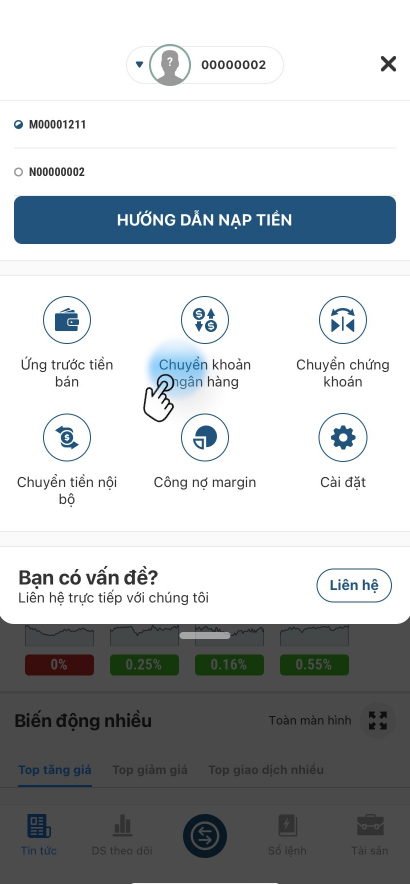 ?
00000002
M00001211
N00000002
HƯỚNG DẪN NẠP TIỀN
Ứng trước tiền
bán
Chuyển khoản
ngân hàng
Chuyển chứng
khoán
Chuyển tiền nội
bộ
Công nợ margin
Cài đặt
Bạn có vấn đề?
Liên hệ trực tiếp với chúng tôi
Liên hệ
0%
0.25%
0.16%
0.55%
Biến động nhiều
Toàn màn hình
Top tăng giá
Top giảm giá
Top giao dịch nhiều
Tin tức
DS theo dõi
Sổ lệnh
Tài sản